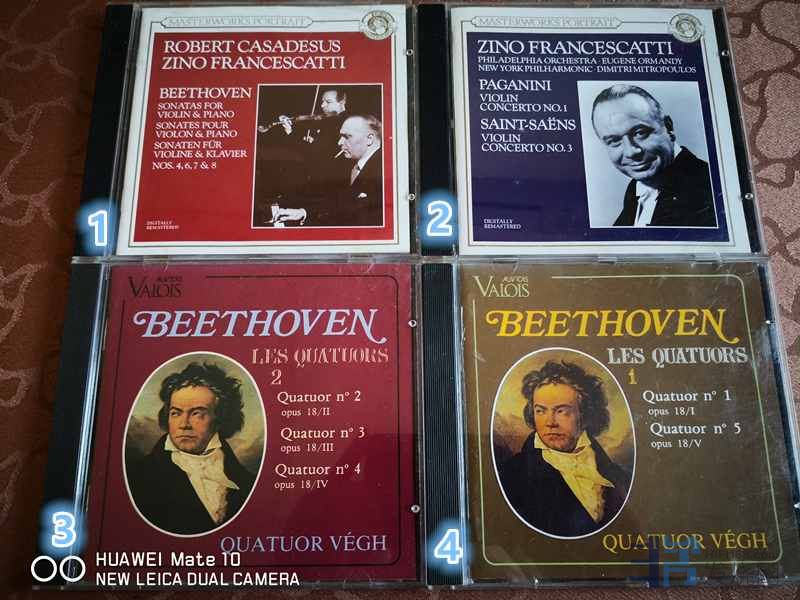 MASTERWORKS PORTRAIT
ROBERT CASADESUS
ZINO FRANCESCATTI
BEETHOVEN
SONATAS FOR
VIOLIN & PIANO
SONATES POUR
VIOLON & PIANO
SONATEN FÜR
VIOLINE & KLAVIER
NOS. 4, 6, 7 & 8
DIGITALLY
REMASTERED
1
MASTERWORKS PORTRAIT
ZINO FRANCESCATTI
PHILADELPHIA ORCHESTRA · EUGENE ORMANDY
NEW YORK PHILHARMONIC · DIMITRI MITROPOULOS
PAGANINI
VIOLIN
CONCERTO NO. 1
SAINT-SAËNS
VIOLIN
CONCERTO NO. 3
DIGITALLY
REMASTERED
2
AUVIDIS
VALOIS
BEETHOVEN
LES QUATUORS
2
Quatuor n° 2
opus 18/II
Quatuor n° 3
opus 18/III
Quatuor n° 4
opus 18/IV
QUATUOR VÉGH
3
AUVIDIS
VALOIS
BEETHOVEN
LES QUATUORS
1
Quatuor n° 1
opus 18/I
Quatuor n° 5
opus 18/V
QUATUOR VÉGH
4
HUAWEI Mate 10
NEW LEICA DUAL CAMERA